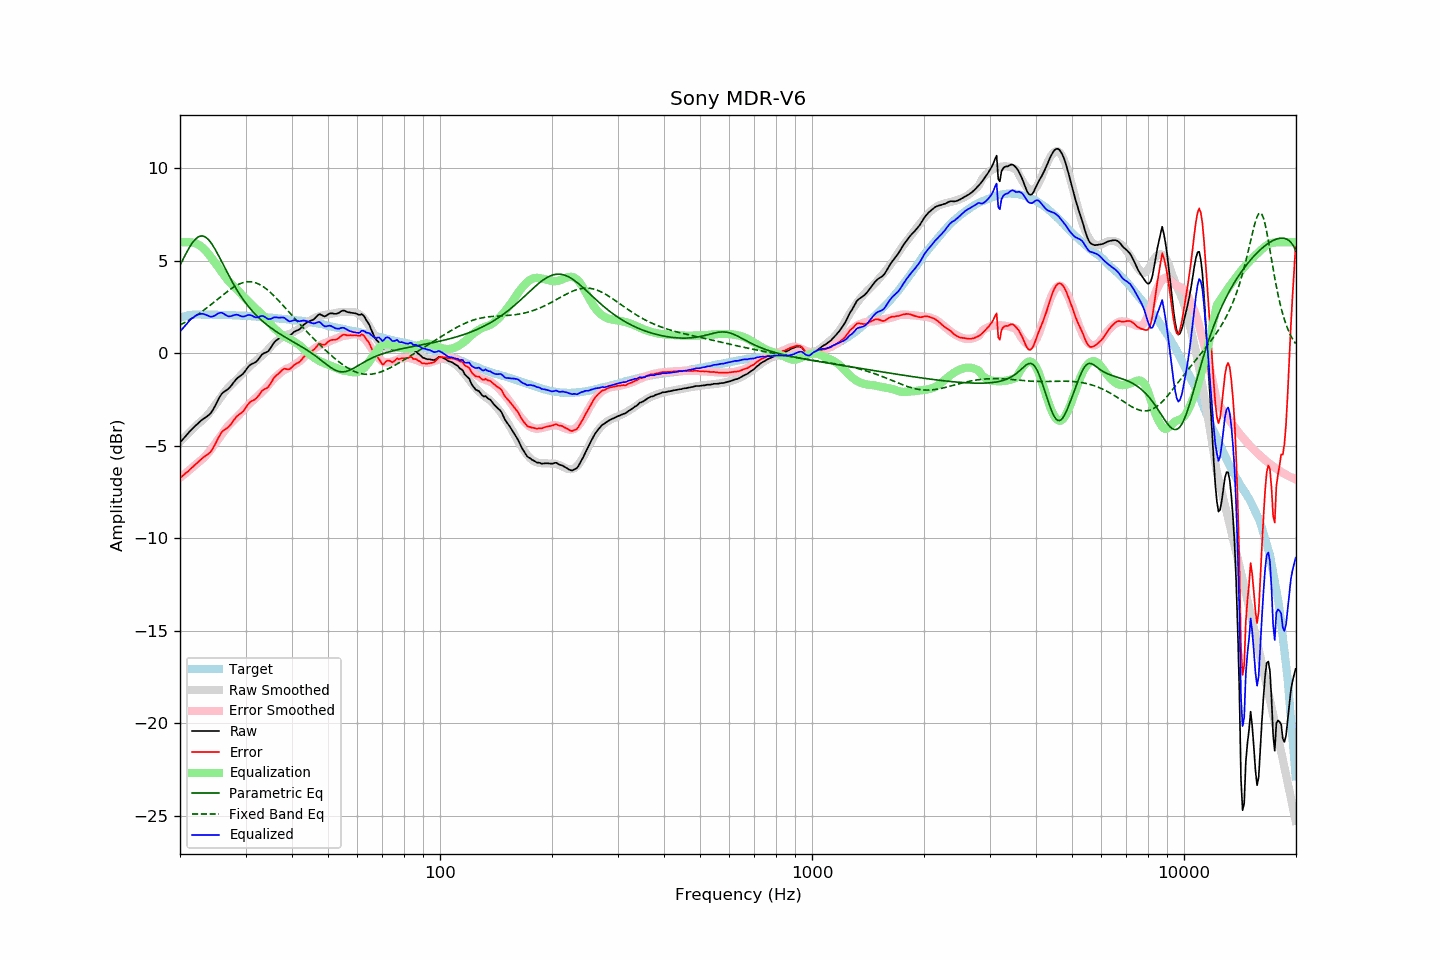 Sony MDR-V6
Amplitude (dBr)
10
5
0
−5
−10
−15
−20
−25
Target
Raw Smoothed
Error Smoothed
Raw
Error
Equalization
Parametric Eq
Fixed Band Eq
Equalized
100
1000
10000
Frequency (Hz)